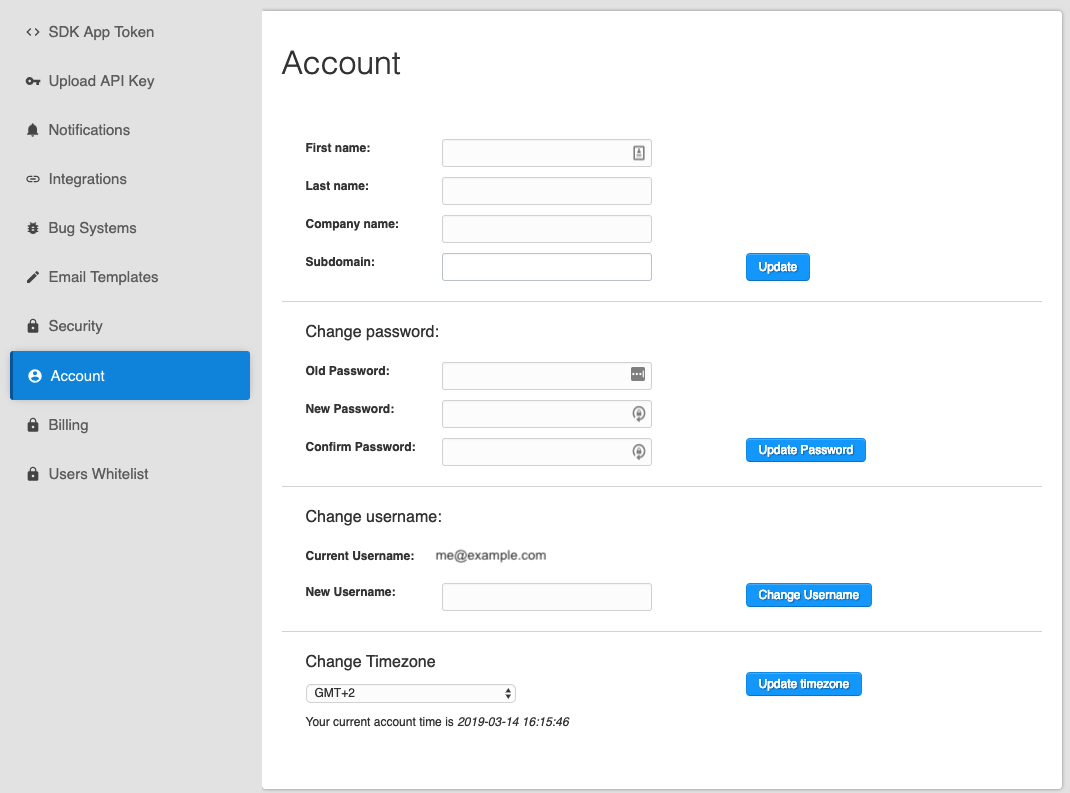 SDK App Token
Upload API Key
Notifications
Integrations
Bug Systems
Email Templates
Security
Account
Billing
Users Whitelist
Account
First name:
Last name:
Company name:
Subdomain:
Update
Change password:
Old Password:
New Password:
Confirm Password:
Update Password
Change username:
Current Username: me@example.com
New Username:
Change Username
Change Timezone
GMT+2
Update timezone
Your current account time is 2019-03-14 16:15:46